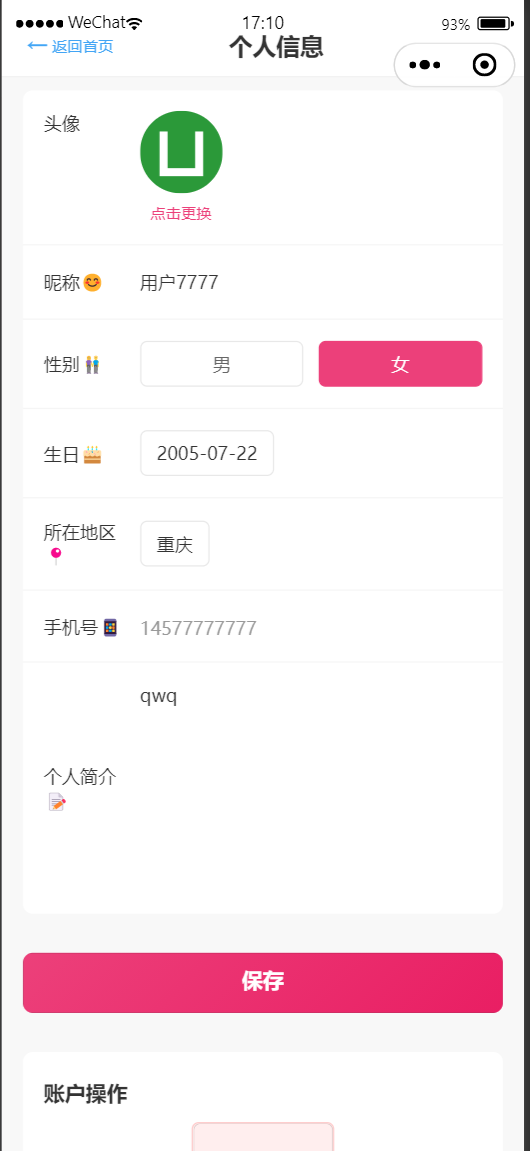 ●●●●● WeChat 17:10 93%
← 返回首页 个人信息
头像
点击更换
昵称😊 用户7777
性别👬 男 女
生日🎂 2005-07-22
所在地区 重庆
📍
手机号📱 14577777777
qwq
个人简介
📝
保存
账户操作